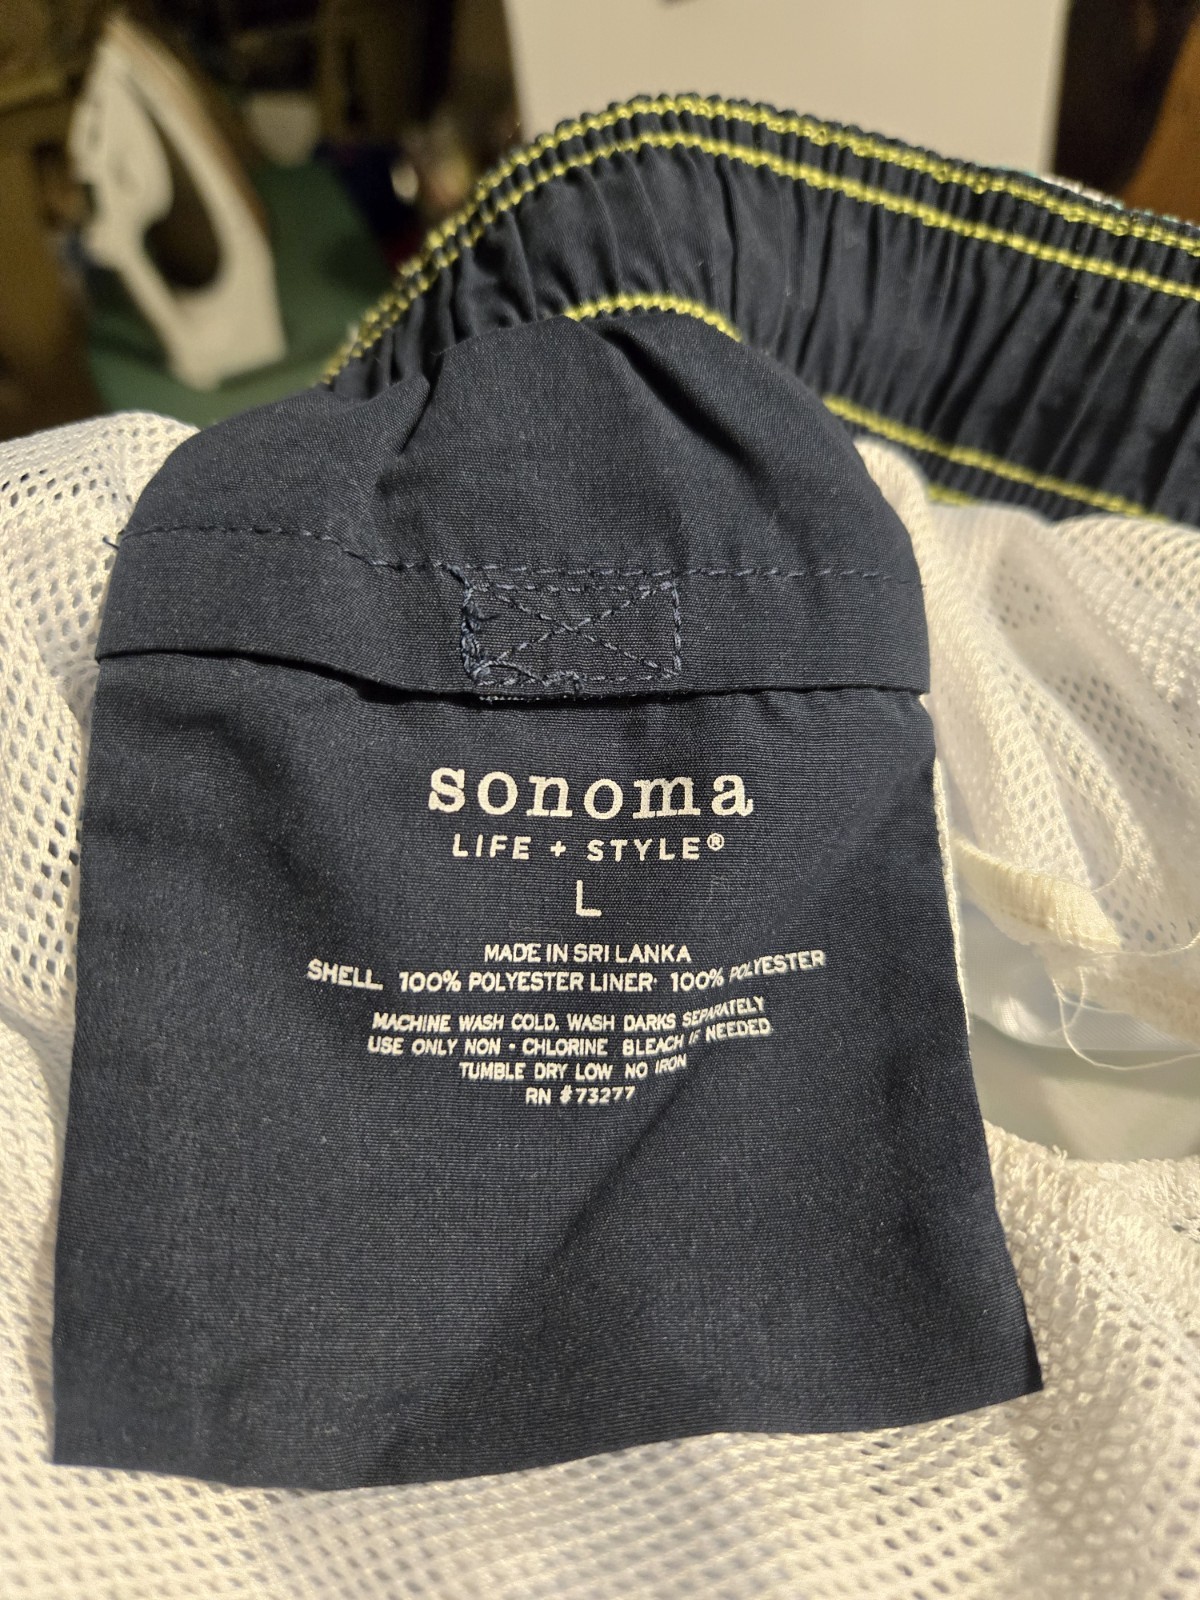 sonoma
LIFE + STYLE®
L
MADE IN SRI LANKA
SHELL 100% POLYESTER LINER: 100% POLYESTER
MACHINE WASH COLD. WASH DARKS SEPARATELY
USE ONLY NON - CHLORINE BLEACH IF NEEDED.
TUMBLE DRY LOW NO IRON
RN #73277